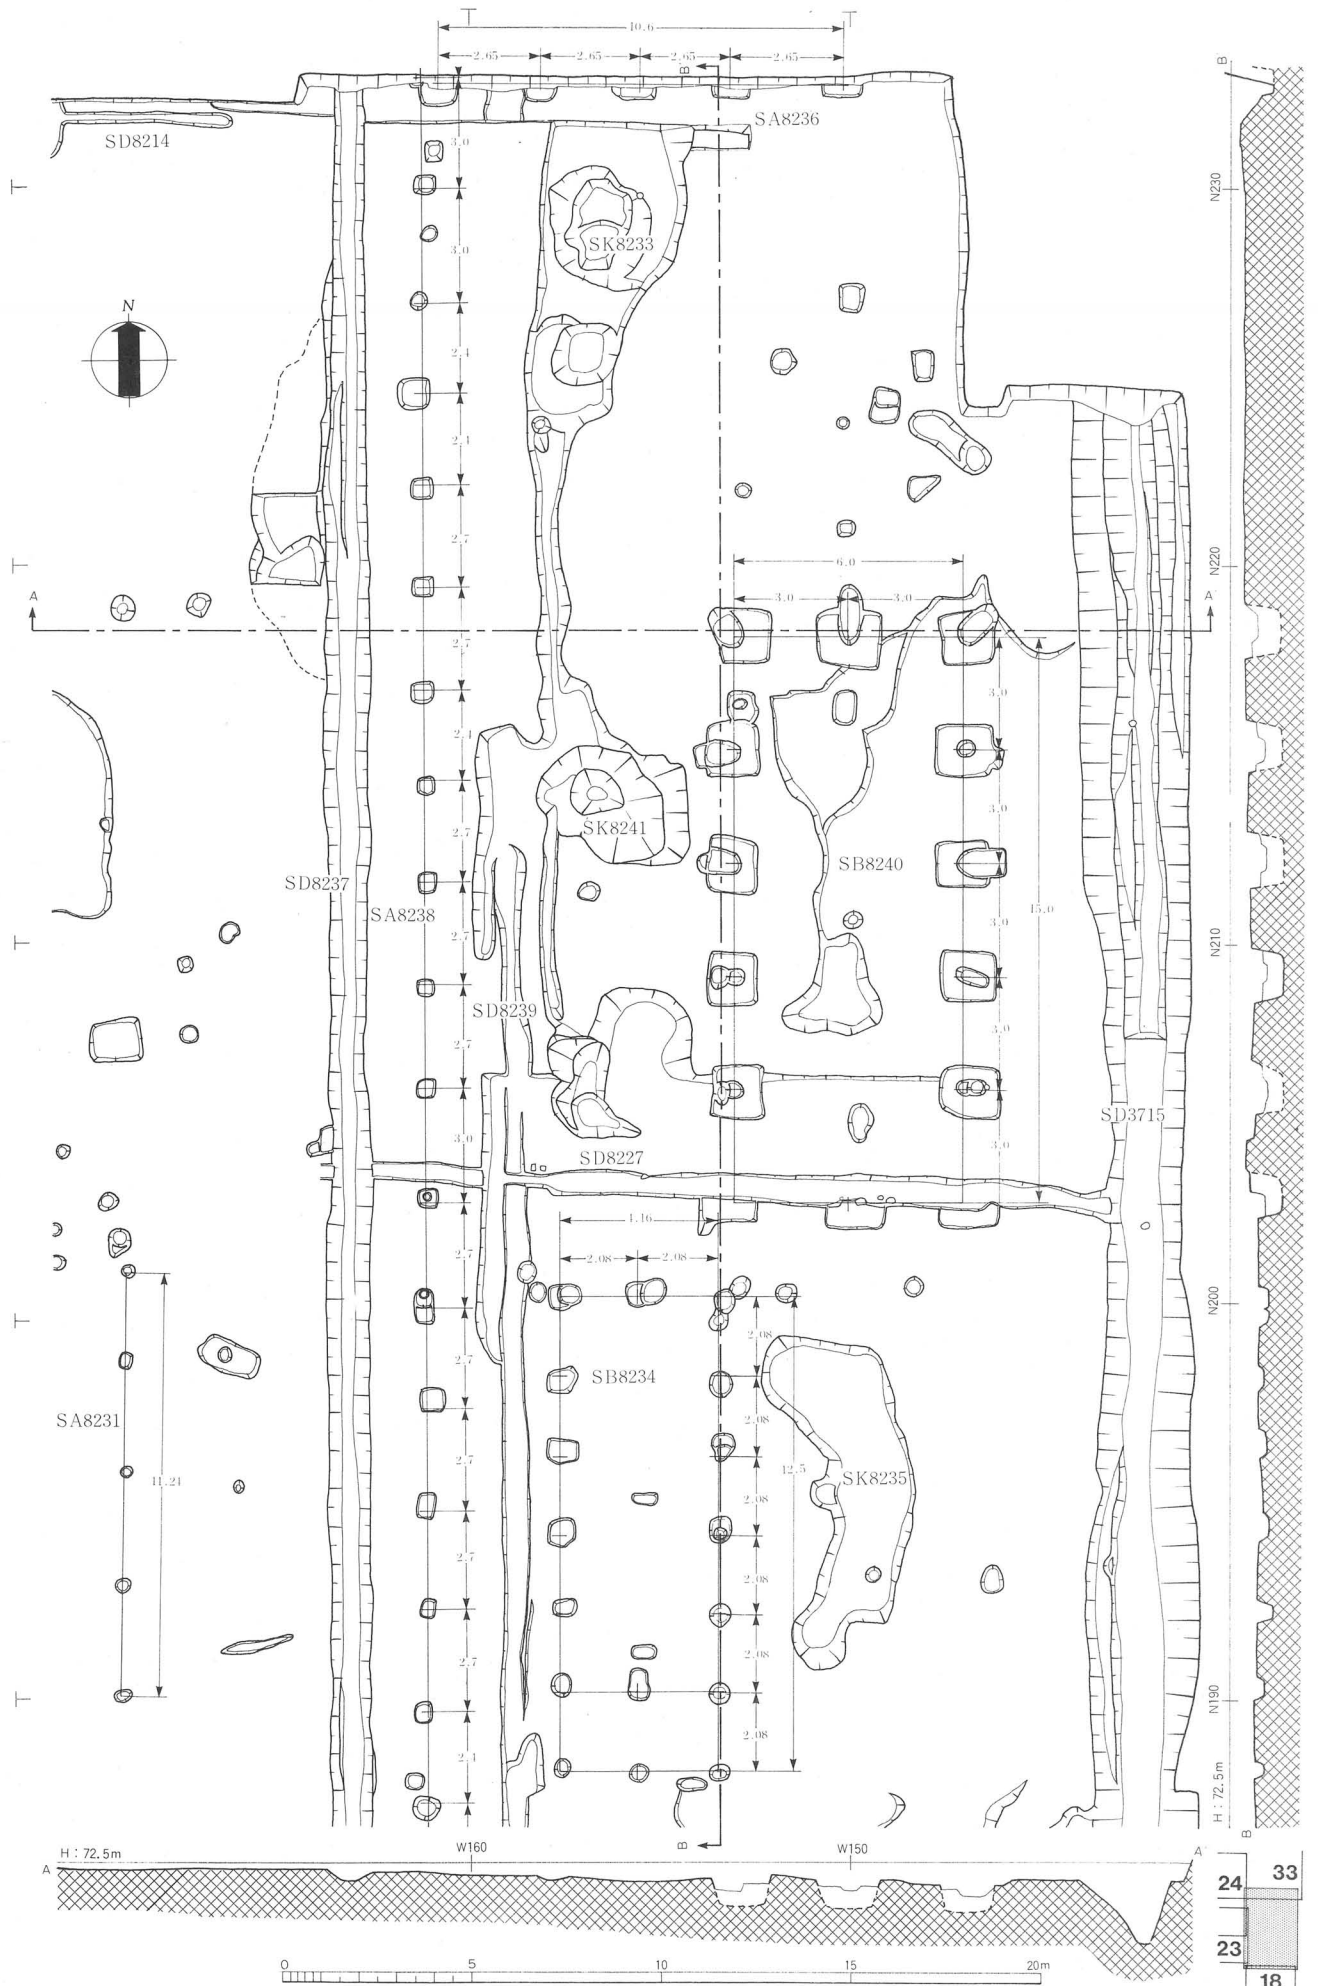 10.6
2.65 2.65 2.65 2.65
B
B
SA8236
SD8214
3.0
N230
3.0
SK8233
N
2.4
2.4
2.7
6.0
N220
3.0 3.0
A
A'
2.7
3.0
2.4
3.0
SK8241
2.7
SD8237
SB8240
SA8238
3.0
15.0
2.7
N210
SD8239
3.0
2.7
SD3715
3.0
3.0
SD8227
4.16
2.08 2.08
2.7
N200
2.08
2.7
SB8234
SA8231
2.08
11.21
2.7
12.5
SK8235
2.08
2.7
2.08
2.7
2.08
N190
2.08
H : 72.5m
B
B
H : 72.5m
W160
W150
A
A'
24
33
23
18
0 5 10 15 20m